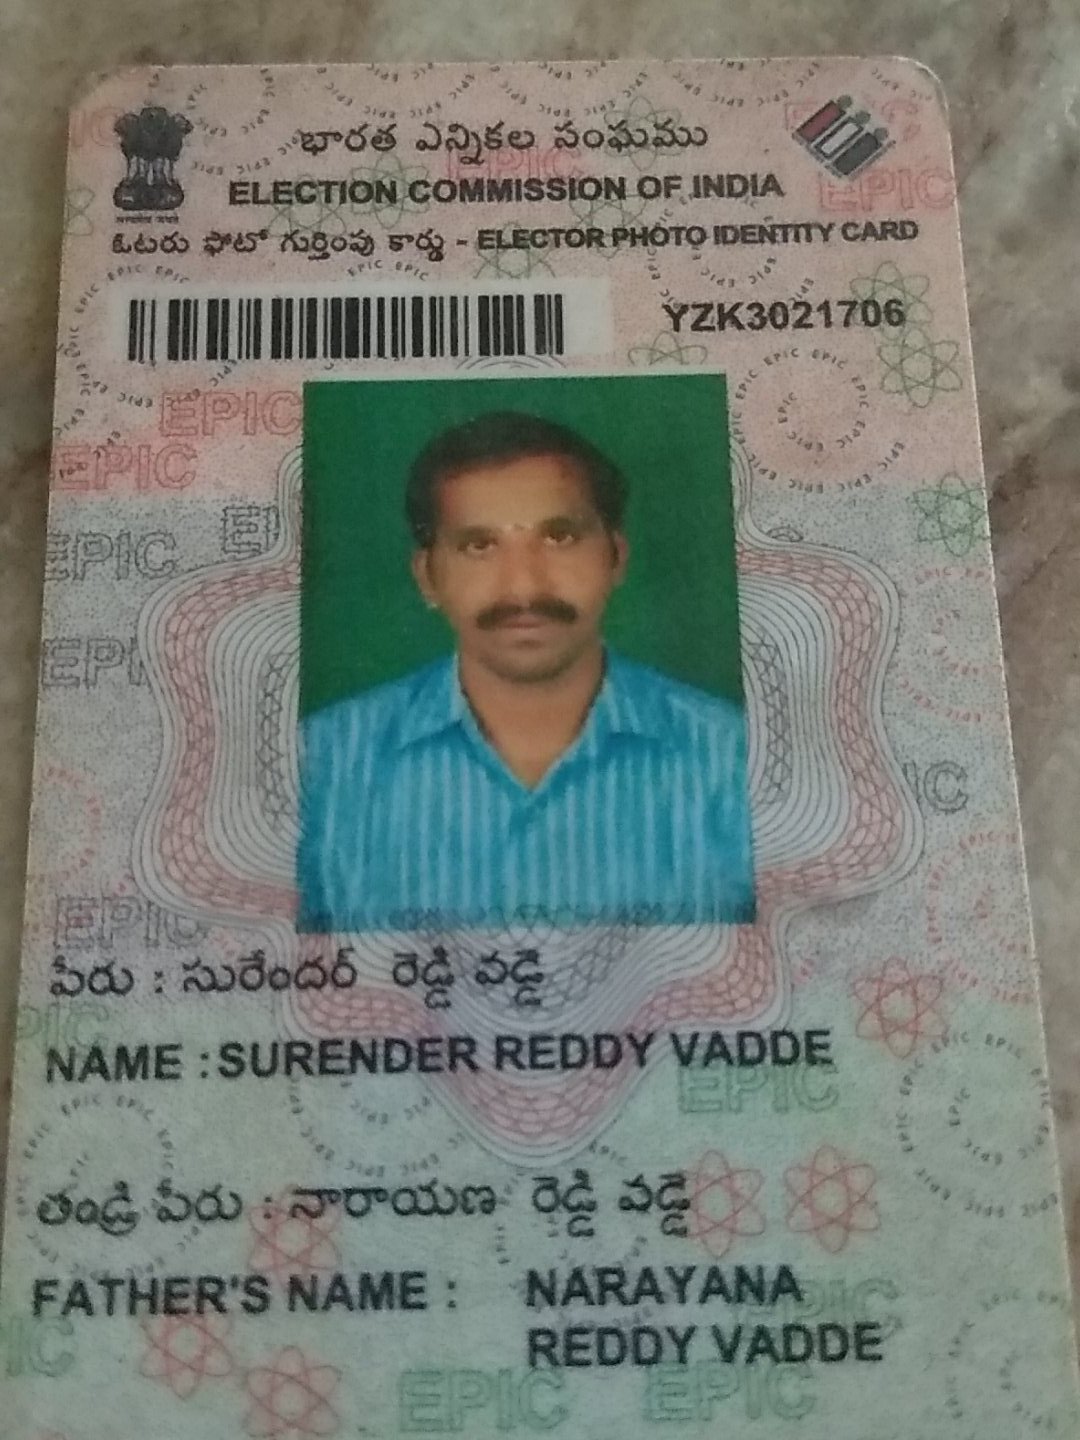 భారత ఎన్నికల సంఘము
ELECTION COMMISSION OF INDIA
ఓటరు ఫోటో గుర్తింపు కార్డు - ELECTOR PHOTO IDENTITY CARD
YZK3021706
పేరు : సురేందర్ రెడ్డి వడ్డె
NAME : SURENDER REDDY VADDE
తండ్రి పేరు : నారాయణ రెడ్డి వడ్డె
FATHER'S NAME : NARAYANA
REDDY VADDE